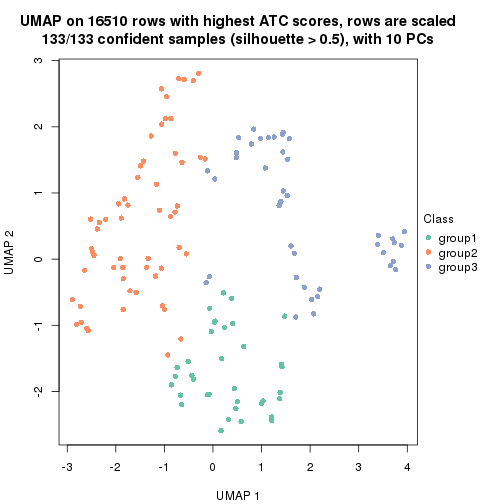 UMAP on 16510 rows with highest ATC scores, rows are scaled
133/133 confident samples (silhouette > 0.5), with 10 PCs
3
2
1
0
-1
-2
UMAP 2
-3 -2 -1 0 1 2 3 4
UMAP 1
Class
group1
group2
group3